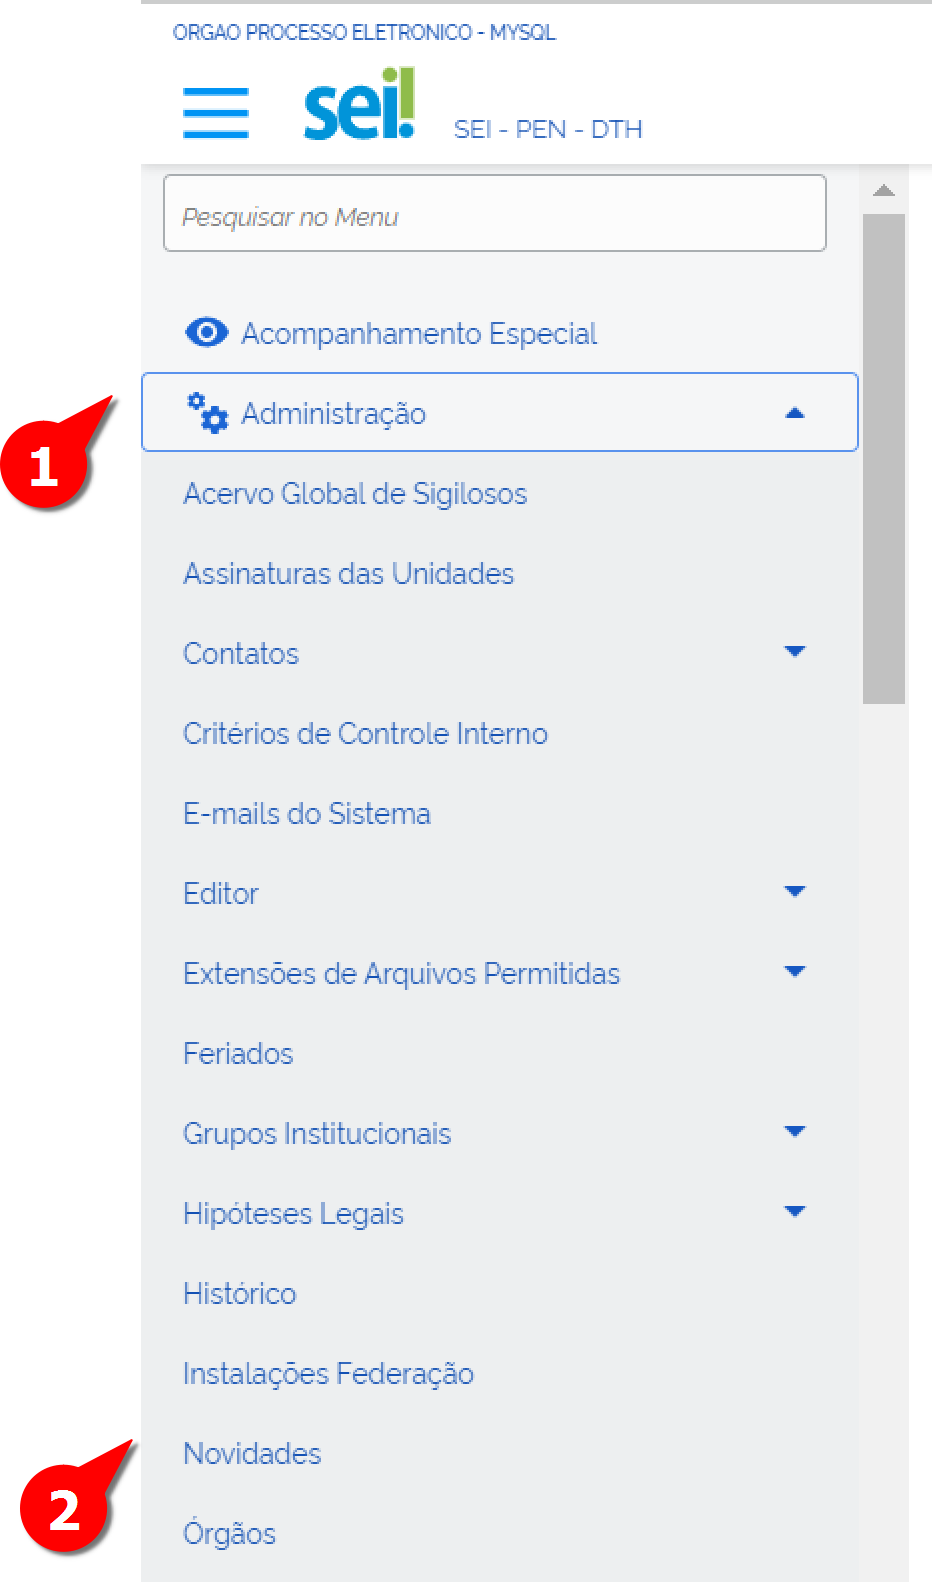 ORGAO PROCESSO ELETRONICO - MYSQL
sei!
SEI - PEN - DTH
Pesquisar no Menu
Acompanhamento Especial
Administração
1
Acervo Global de Sigilosos
Assinaturas das Unidades
Contatos
Critérios de Controle Interno
E-mails do Sistema
Editor
Extensões de Arquivos Permitidas
Feriados
Grupos Institucionais
Hipóteses Legais
Histórico
Instalações Federação
Novidades
2
Órgãos